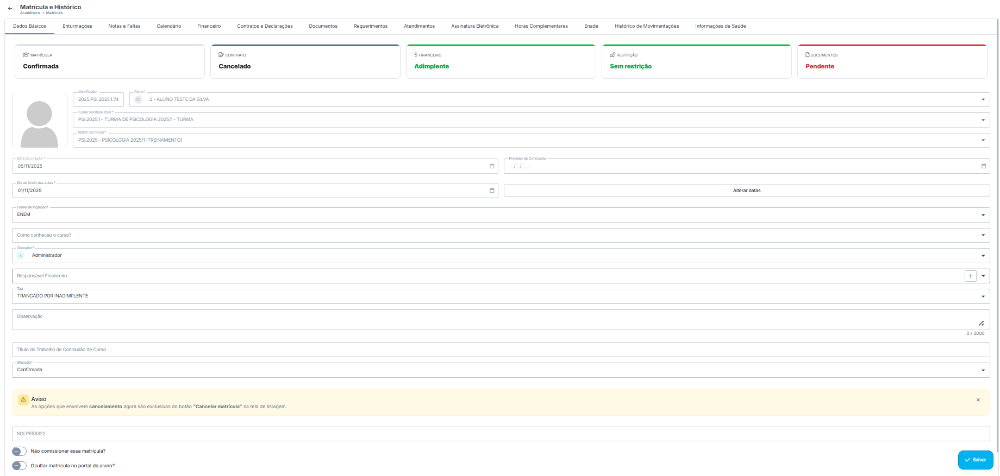 Matrícula e Histórico
Acadêmico > Matrícula
Dados Básicos Enturmações Notas e Faltas Calendário Financeiro Contratos e Declarações Documentos Requerimentos Atendimentos Assinatura Eletrônica Horas Complementares Enade Histórico de Movimentações Informações de Saúde
MATRÍCULA
Confirmada
CONTRATO
Cancelado
FINANCEIRO
Adimplente
RESTRIÇÃO
Sem restrição
DOCUMENTOS
Pendente
Identificador
2025.PSI.2025.1.74
Aluno*
2S 2 - ALUNO TESTE DA SILVA
Turma montada atual*
PSI.2025.1 - TURMA DE PSICOLOGIA 2025/1 - TURMA
Matriz Curricular*
PSI.2025 - PSICOLOGIA 2025/1 (TREINAMENTO)
Data de criação *
05/11/2025
Previsão de Conclusão
__/__/____
Dia de início das aulas *
01/11/2025
Alterar datas
Forma de Ingresso*
ENEM
Como conheceu o curso?
Operador*
A Administrador
Responsável Financeiro
Tag
TRANCADO POR INADIMPLENTE
Observação
0 / 2000
Título do Trabalho de Conclusão de Curso
Situação*
Confirmada
Aviso
As opções que envolvem cancelamento agora são exclusivas do botão "Cancelar matrícula" na tela de listagem.
SOLPER8322
Não comissionar essa matrícula?
Ocultar matrícula no portal do aluno?
Salvar